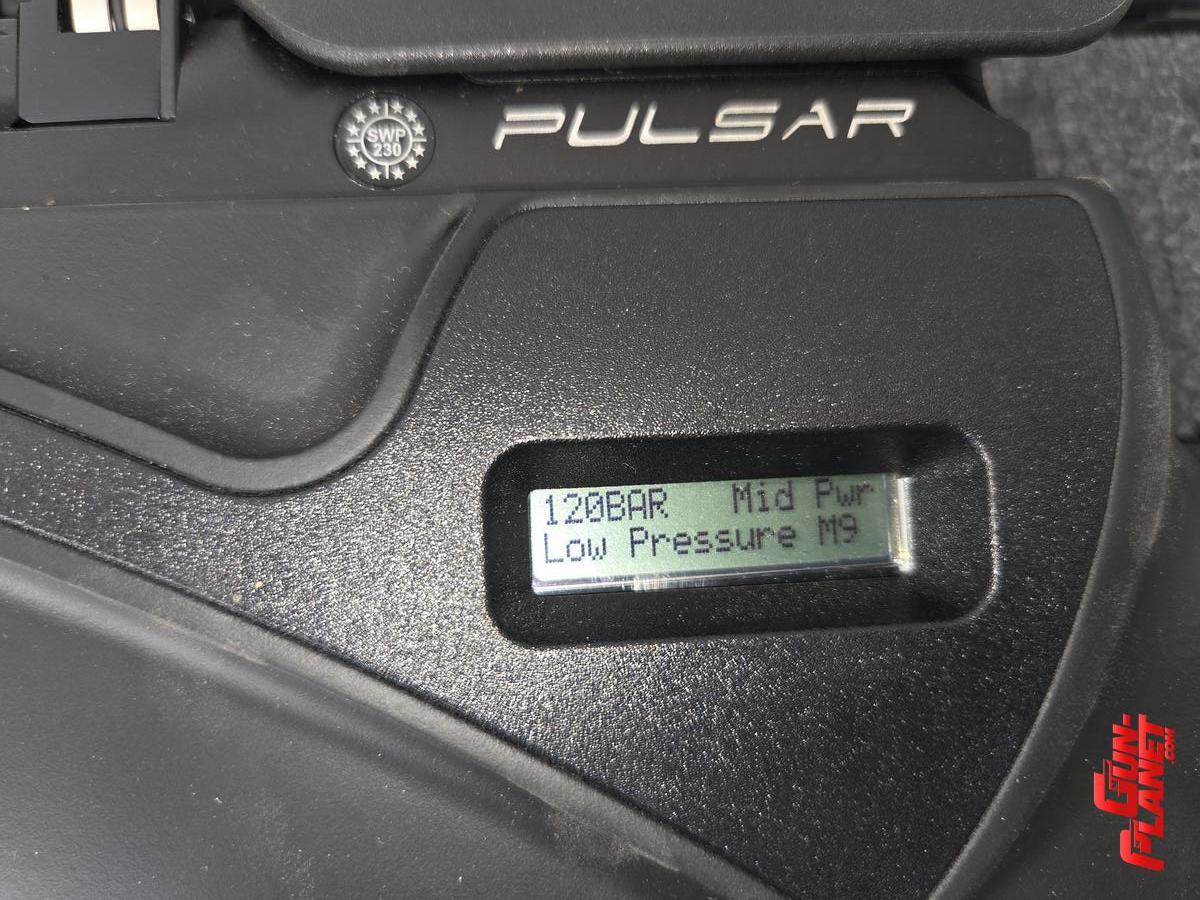 SWP
230
PULSAR
120BAR Mid Pwr
Low Pressure M9
GUN-
PLANET
.COM